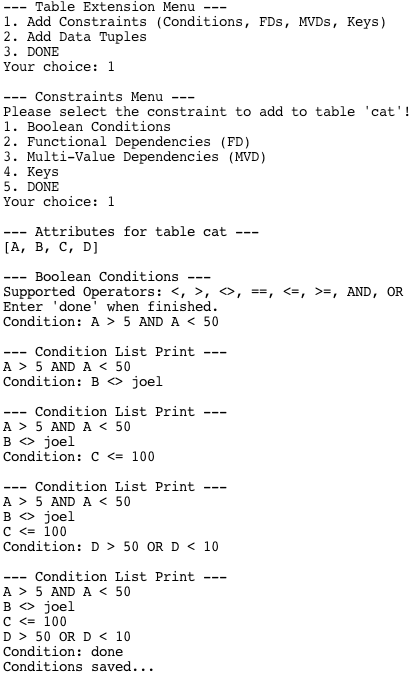 --- Table Extension Menu ---
1. Add Constraints (Conditions, FDs, MVDs, Keys)
2. Add Data Tuples
3. DONE
Your choice: 1
--- Constraints Menu ---
Please select the constraint to add to table 'cat'!
1. Boolean Conditions
2. Functional Dependencies (FD)
3. Multi-Value Dependencies (MVD)
4. Keys
5. DONE
Your choice: 1
--- Attributes for table cat ---
[A, B, C, D]
--- Boolean Conditions ---
Supported Operators: <, >, <>, ==, <=, >=, AND, OR
Enter 'done' when finished.
Condition: A > 5 AND A < 50
--- Condition List Print ---
A > 5 AND A < 50
Condition: B <> joel
--- Condition List Print ---
A > 5 AND A < 50
B <> joel
Condition: C <= 100
--- Condition List Print ---
A > 5 AND A < 50
B <> joel
C <= 100
Condition: D > 50 OR D < 10
--- Condition List Print ---
A > 5 AND A < 50
B <> joel
C <= 100
D > 50 OR D < 10
Condition: done
Conditions saved...